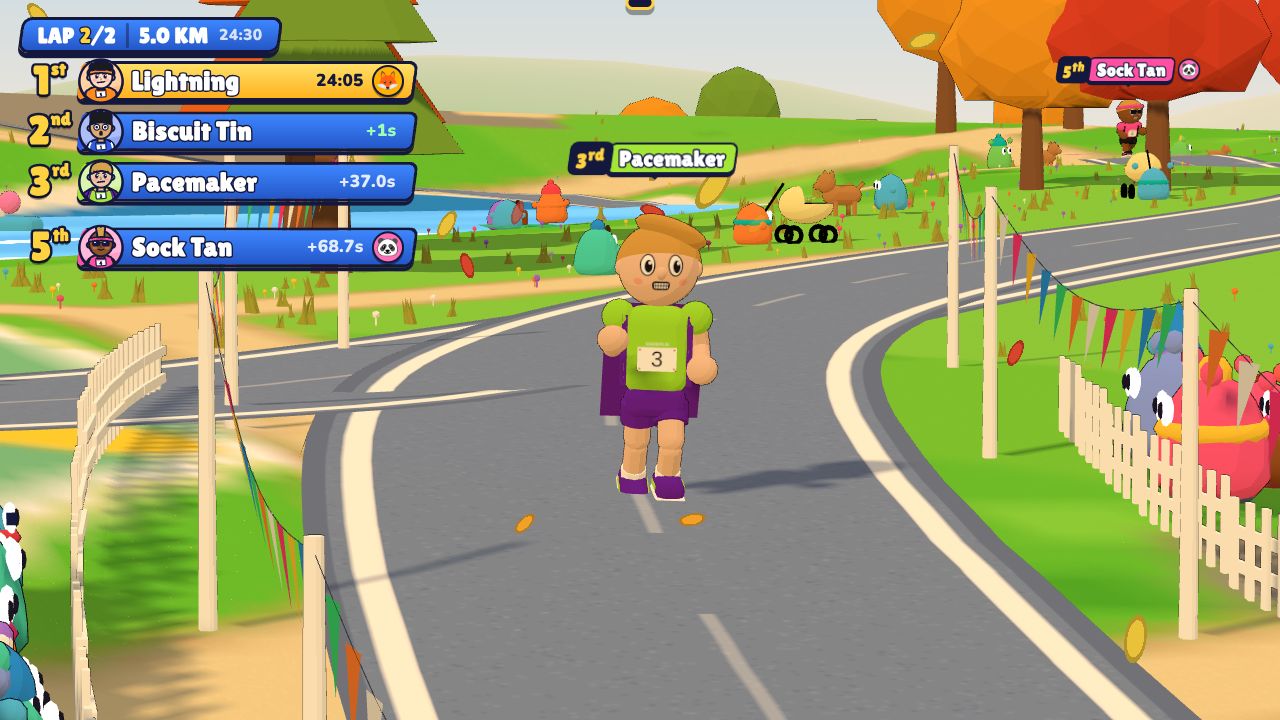 LAP 2/2 5.0 KM 24:30
1st Lightning 24:05
2nd Biscuit Tin +1s
3rd Pacemaker +37.0s
5th Sock Tan +68.7s
5th Sock Tan
3rd Pacemaker
3